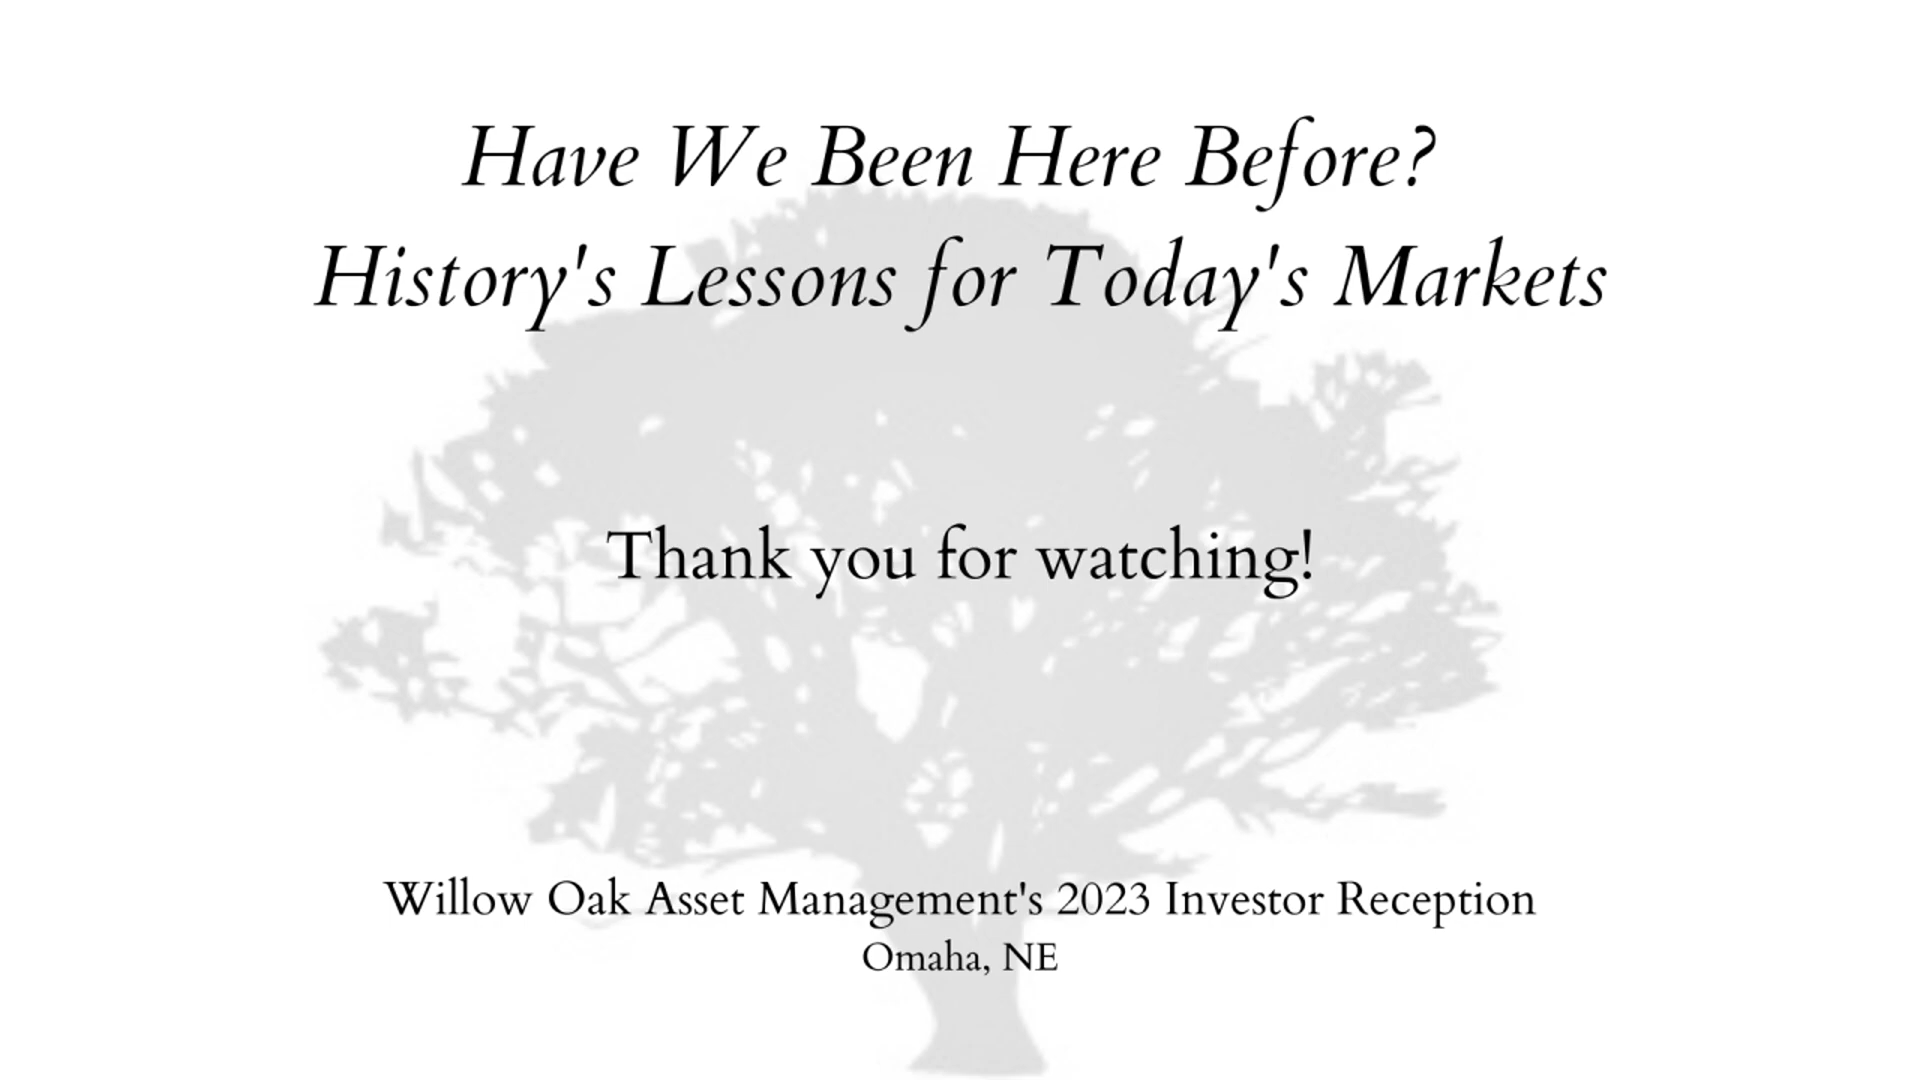 Have We Been Here Before?
History's Lessons for Today's Markets
Thank you for watching!
Willow Oak Asset Management's 2023 Investor Reception
Omaha, NE